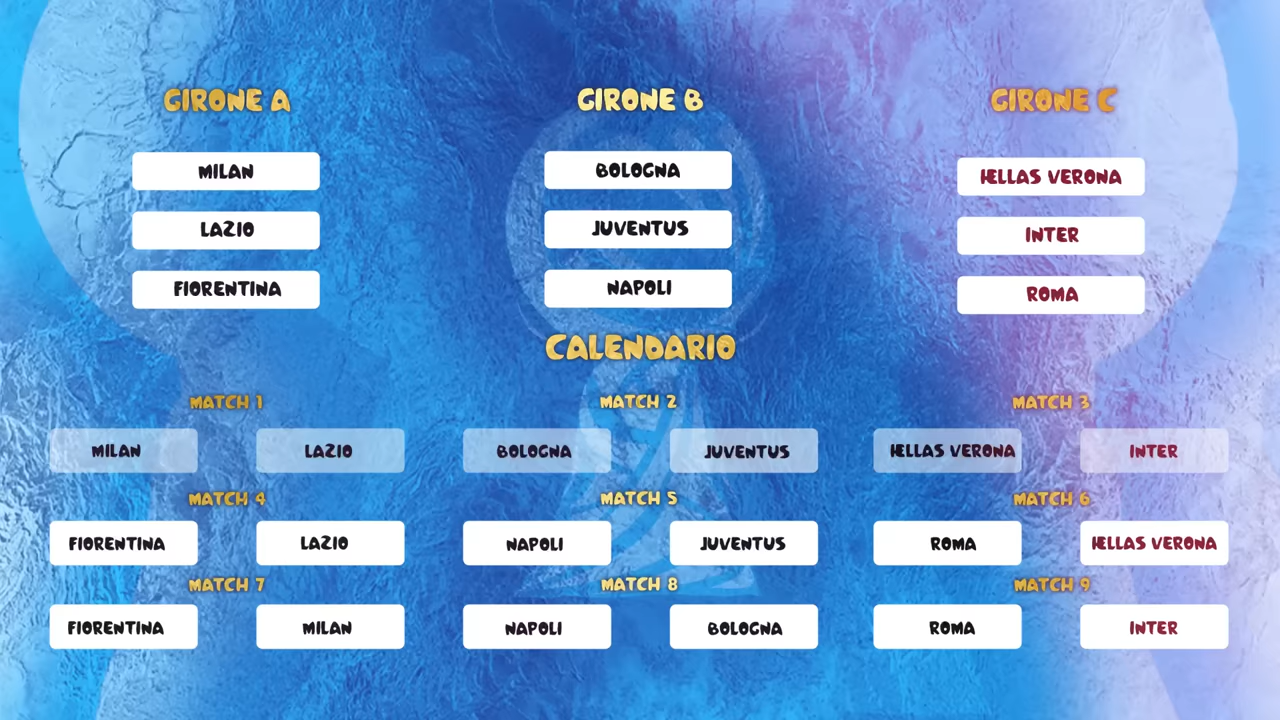 GIRONE A GIRONE B GIRONE C
MILAN BOLOGNA HELLAS VERONA
LAZIO JUVENTUS INTER
FIORENTINA NAPOLI ROMA
CALENDARIO
MATCH 1 MATCH 2 MATCH 3
MILAN LAZIO BOLOGNA JUVENTUS HELLAS VERONA INTER
MATCH 4 MATCH 5 MATCH 6
FIORENTINA LAZIO NAPOLI JUVENTUS ROMA HELLAS VERONA
MATCH 7 MATCH 8 MATCH 9
FIORENTINA MILAN NAPOLI BOLOGNA ROMA INTER